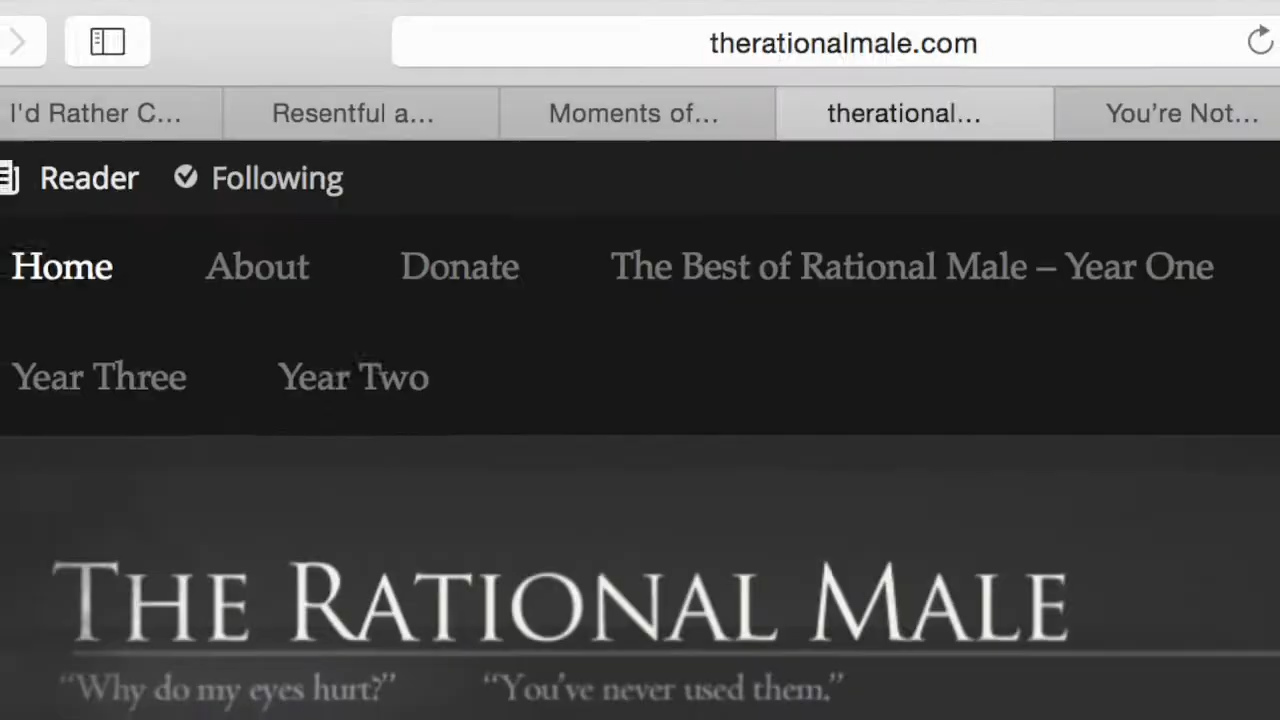 therationalmale.com
I'd Rather C... Resentful a... Moments of... therational... You're Not...
Reader Following
Home About Donate The Best of Rational Male – Year One
Year Three Year Two
THE RATIONAL MALE
“Why do my eyes hurt?” “You’ve never used them.”